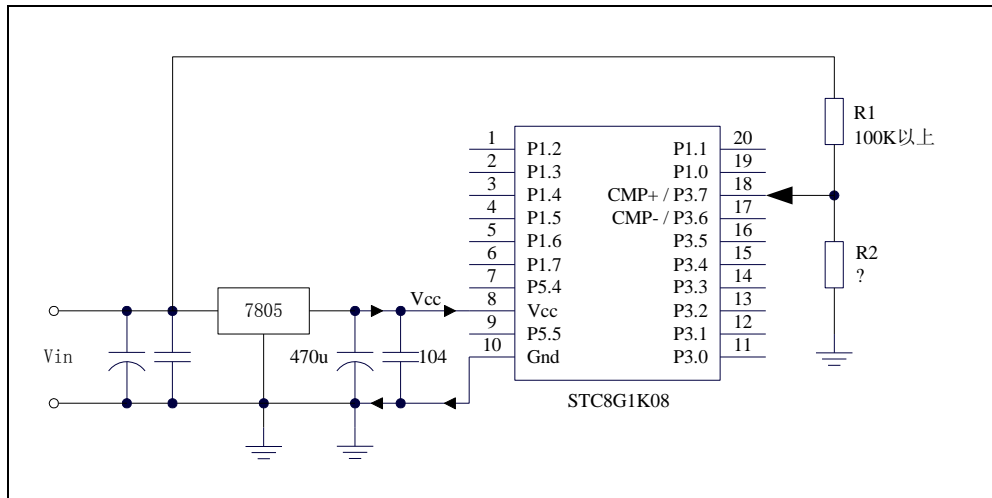 R1
100K以上
1 P1.2 P1.1 20
2 P1.3 P1.0 19
3 P1.4 CMP+ / P3.7 18
4 P1.5 CMP- / P3.6 17
5 P1.6 P3.5 16
6 P1.7 P3.4 15
7 P5.4 P3.3 14
8 Vcc P3.2 13
9 P5.5 P3.1 12
10 Gnd P3.0 11
R2
?
Vcc
7805
Vin
470u
104
STC8G1K08